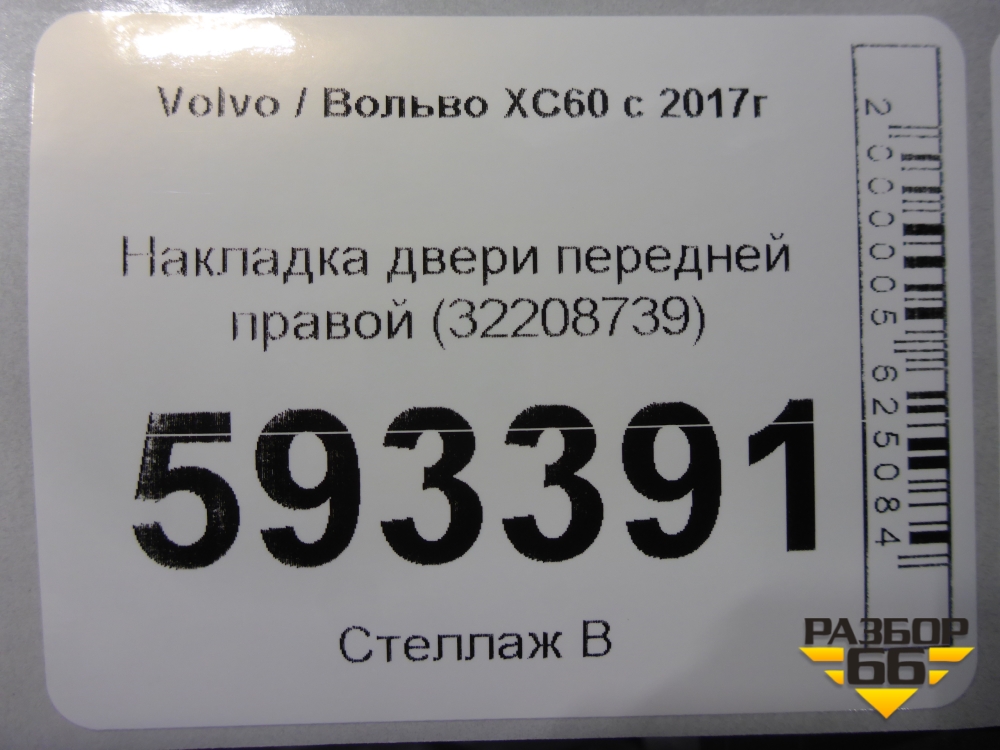 Volvo / Вольво XC60 с 2017г
Накладка двери передней
правой (32208739)
593391
Стеллаж В
2000005625084
РАЗБОР
66